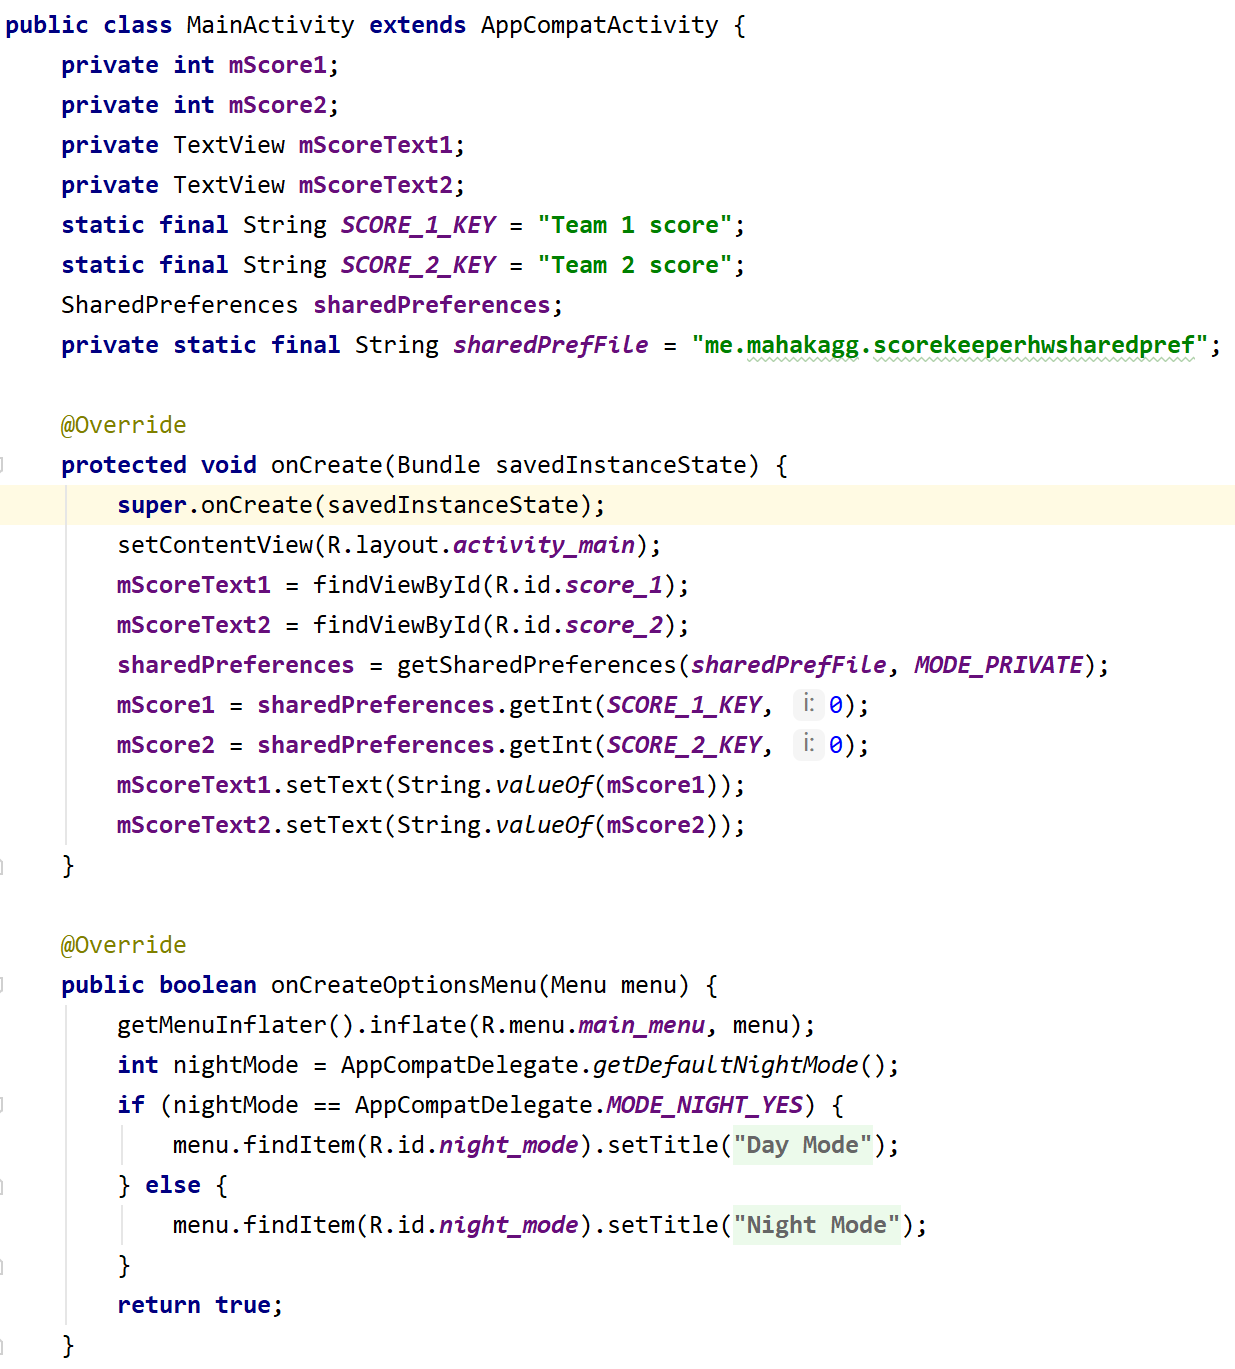 public class MainActivity extends AppCompatActivity {
    private int mScore1;
    private int mScore2;
    private TextView mScoreText1;
    private TextView mScoreText2;
    static final String SCORE_1_KEY = "Team 1 score";
    static final String SCORE_2_KEY = "Team 2 score";
    SharedPreferences sharedPreferences;
    private static final String sharedPrefFile = "me.mahakagg.scorekeeperhwsharedpref";

    @Override
    protected void onCreate(Bundle savedInstanceState) {
        super.onCreate(savedInstanceState);
        setContentView(R.layout.activity_main);
        mScoreText1 = findViewById(R.id.score_1);
        mScoreText2 = findViewById(R.id.score_2);
        sharedPreferences = getSharedPreferences(sharedPrefFile, MODE_PRIVATE);
        mScore1 = sharedPreferences.getInt(SCORE_1_KEY, i: 0);
        mScore2 = sharedPreferences.getInt(SCORE_2_KEY, i: 0);
        mScoreText1.setText(String.valueOf(mScore1));
        mScoreText2.setText(String.valueOf(mScore2));
    }

    @Override
    public boolean onCreateOptionsMenu(Menu menu) {
        getMenuInflater().inflate(R.menu.main_menu, menu);
        int nightMode = AppCompatDelegate.getDefaultNightMode();
        if (nightMode == AppCompatDelegate.MODE_NIGHT_YES) {
            menu.findItem(R.id.night_mode).setTitle("Day Mode");
        } else {
            menu.findItem(R.id.night_mode).setTitle("Night Mode");
        }
        return true;
    }